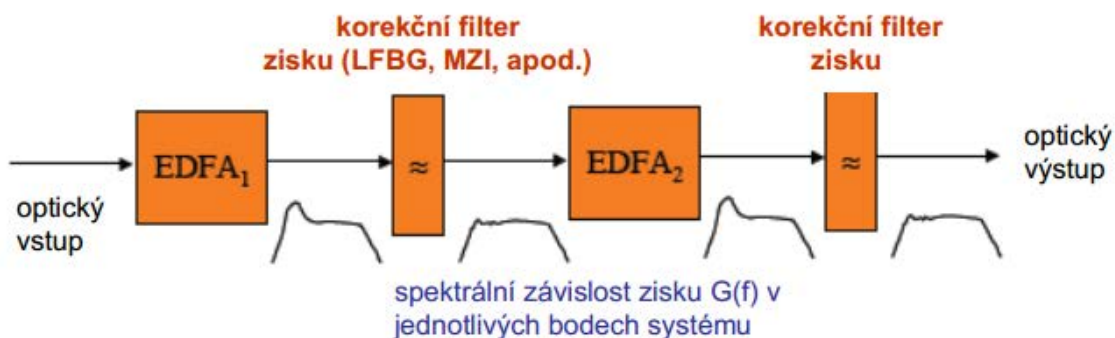 korekční filter
zisku (LFBG, MZI, apod.)
korekční filter
zisku
EDFA1
≈
EDFA2
≈
optický
vstup
optický
výstup
spektrální závislost zisku G(f) v
jednotlivých bodech systému